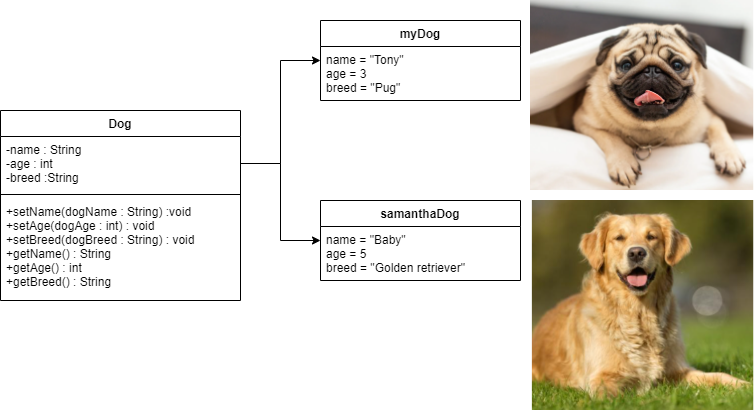 Dog
-name : String
-age : int
-breed :String
+setName(dogName : String) :void
+setAge(dogAge : int) : void
+setBreed(dogBreed : String) : void
+getName() : String
+getAge() : int
+getBreed() : String
myDog
name = "Tony"
age = 3
breed = "Pug"
samanthaDog
name = "Baby"
age = 5
breed = "Golden retriever"